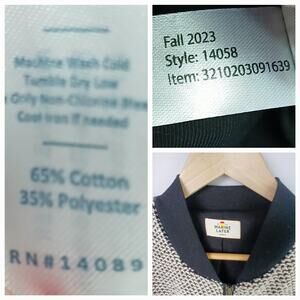 Machine Wash Cold
Tumble Dry Low
Only Non-Chlorine
Cool Iron If needed
65% Cotton
35% Polyester
RN#14089
Fall 2023
Style: 14058
Item: 3210203091639
MARINE
LAYER